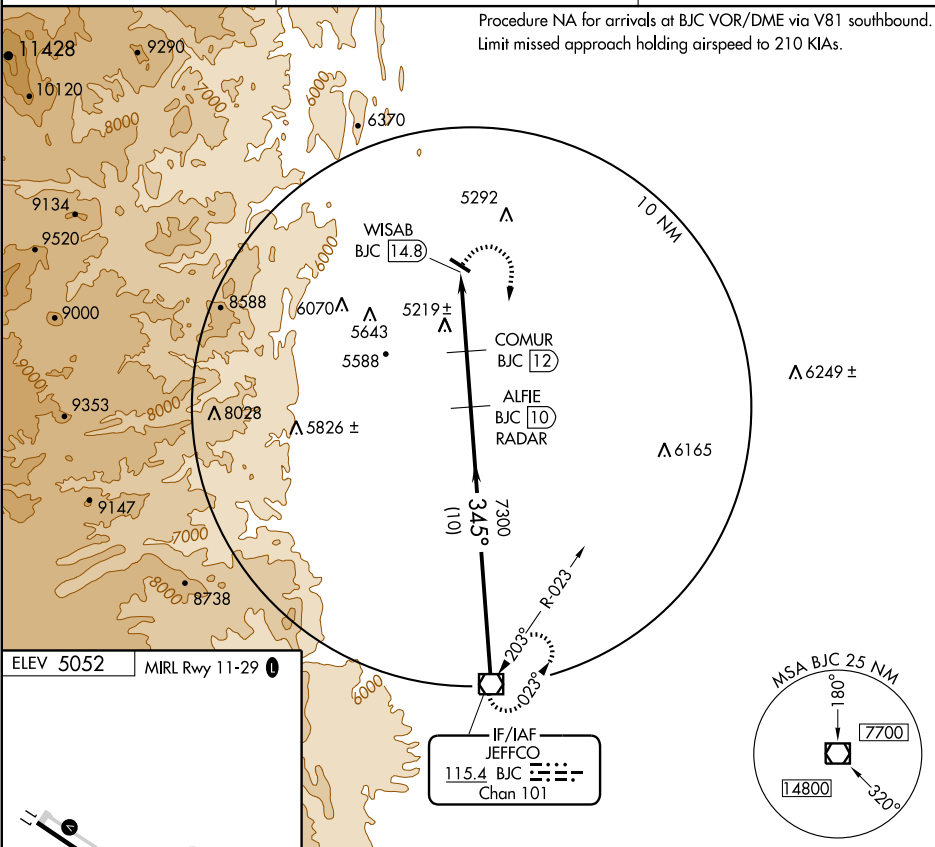 Procedure NA for arrivals at BJC VOR/DME via V81 southbound.
Limit missed approach holding airspeed to 210 KIAs.
11428
9290
10120
7000
8000
6000
6370
9134
9520
5292
10 NM
WISAB
BJC 14.8
6000
8588
9000
6070
5643
5219 ±
5588
COMUR
BJC 12
6249 ±
9000
9353
8000
8028
5826 ±
ALFIE
BJC 10
RADAR
6165
9147
7300
345°
(10)
7000
8000
8738
R-023
203°
023°
6000
ELEV 5052
MIRL Rwy 11-29 L
IF/IAF
JEFFCO
115.4 BJC
Chan 101
MSA BJC 25 NM
180°
7700
14800
320°
V